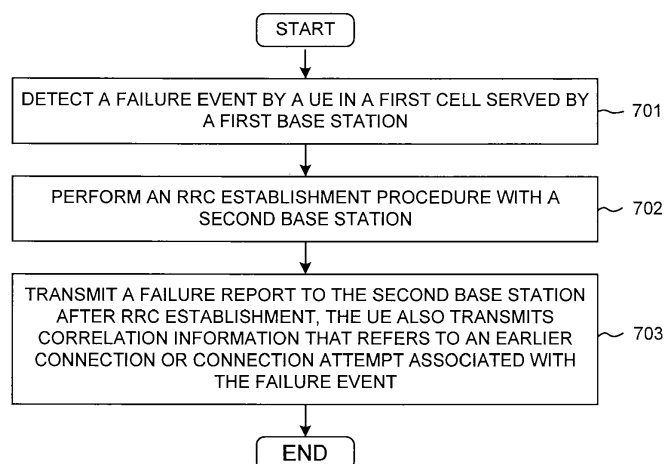 START
DETECT A FAILURE EVENT BY A UE IN A FIRST CELL SERVED BY
A FIRST BASE STATION
701
PERFORM AN RRC ESTABLISHMENT PROCEDURE WITH A
SECOND BASE STATION
702
TRANSMIT A FAILURE REPORT TO THE SECOND BASE STATION
AFTER RRC ESTABLISHMENT, THE UE ALSO TRANSMITS
CORRELATION INFORMATION THAT REFERS TO AN EARLIER
CONNECTION OR CONNECTION ATTEMPT ASSOCIATED WITH
THE FAILURE EVENT
703
END